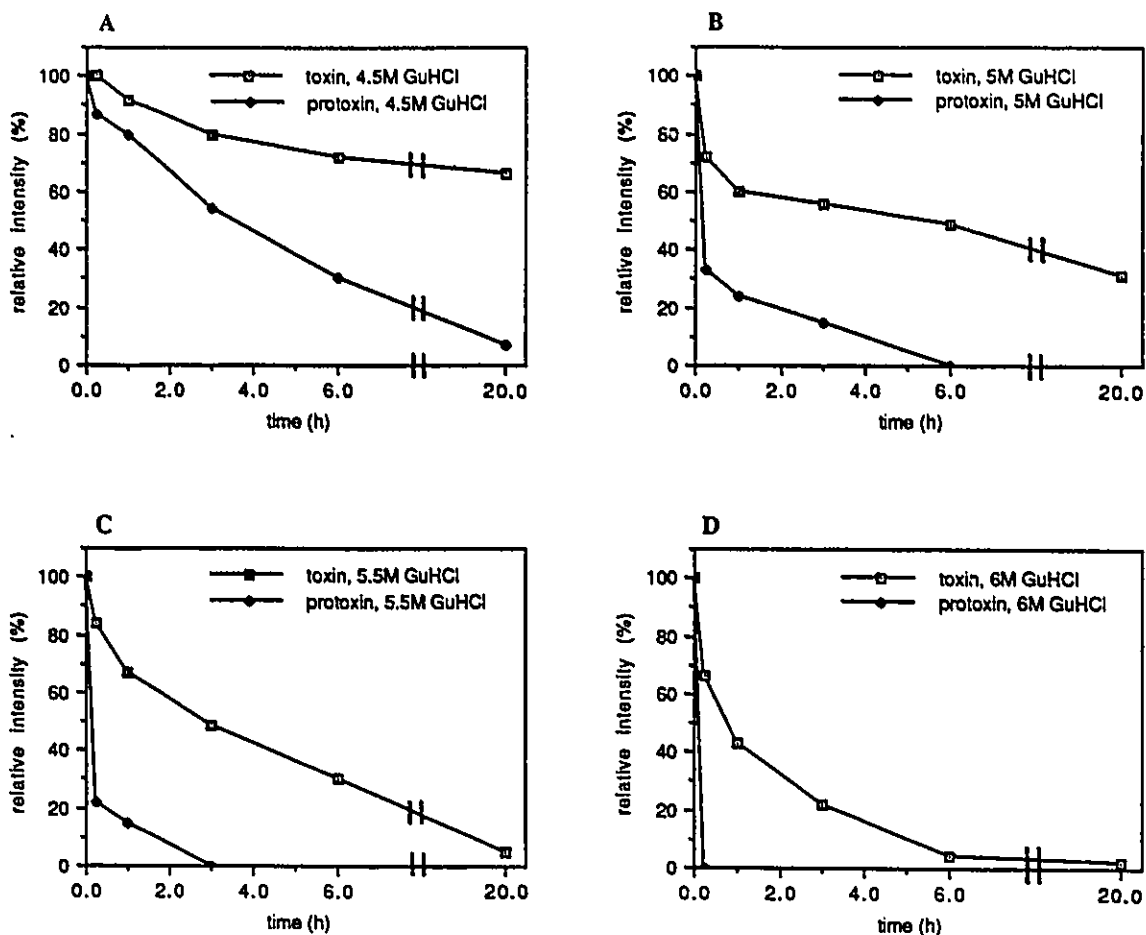 A
relative intensity (%)
100
80
60
40
20
0
toxin, 4.5M GuHCl
protoxin, 4.5M GuHCl
0.0 2.0 4.0 6.0 20.0
time (h)
B
relative intensity (%)
100
80
60
40
20
0
toxin, 5M GuHCl
protoxin, 5M GuHCl
0.0 2.0 4.0 6.0 20.0
time (h)
C
relative intensity (%)
100
80
60
40
20
0
toxin, 5.5M GuHCl
protoxin, 5.5M GuHCl
0.0 2.0 4.0 6.0 20.0
time (h)
D
relative intensity (%)
100
80
60
40
20
0
toxin, 6M GuHCl
protoxin, 6M GuHCl
0.0 2.0 4.0 6.0 20.0
time (h)